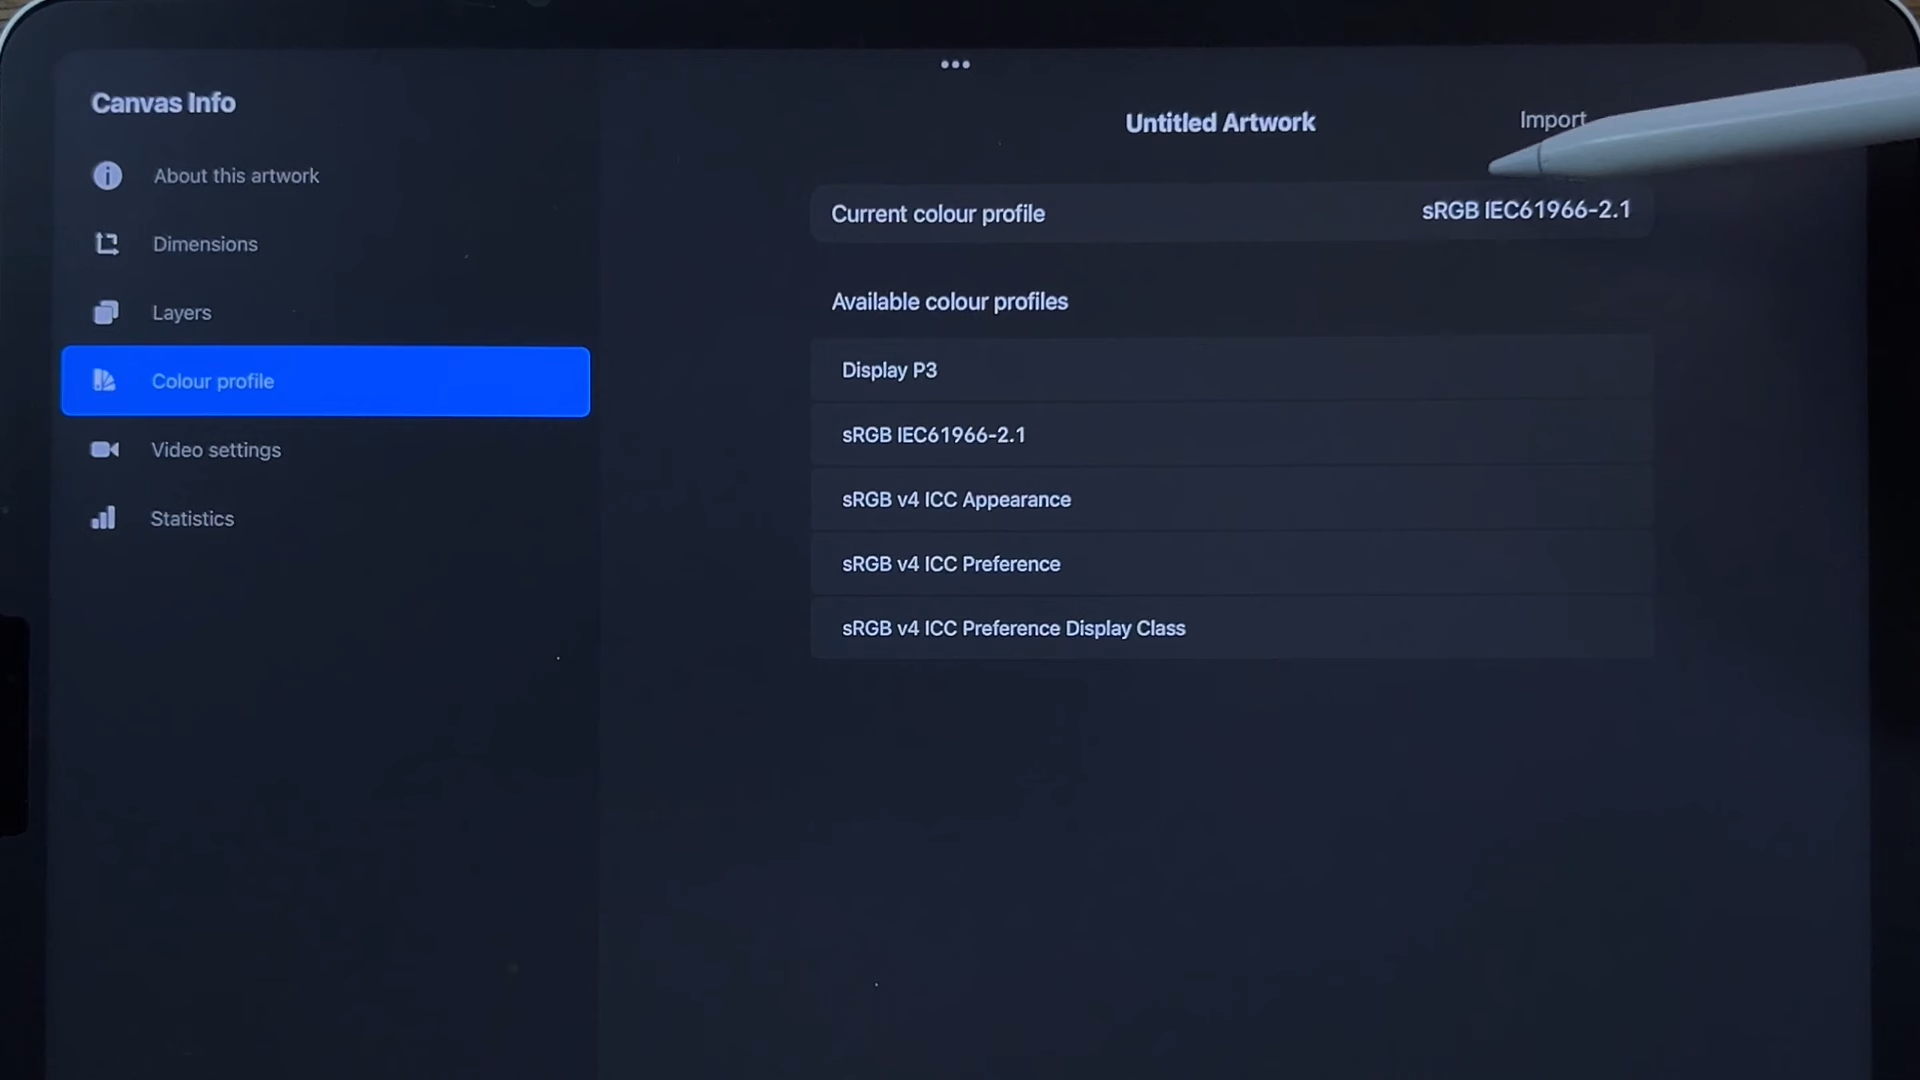 Canvas Info
About this artwork
Dimensions
Layers
Colour profile
Video settings
Statistics
Untitled Artwork
Import
Current colour profile
sRGB IEC61966-2.1
Available colour profiles
Display P3
sRGB IEC61966-2.1
sRGB v4 ICC Appearance
sRGB v4 ICC Preference
sRGB v4 ICC Preference Display Class